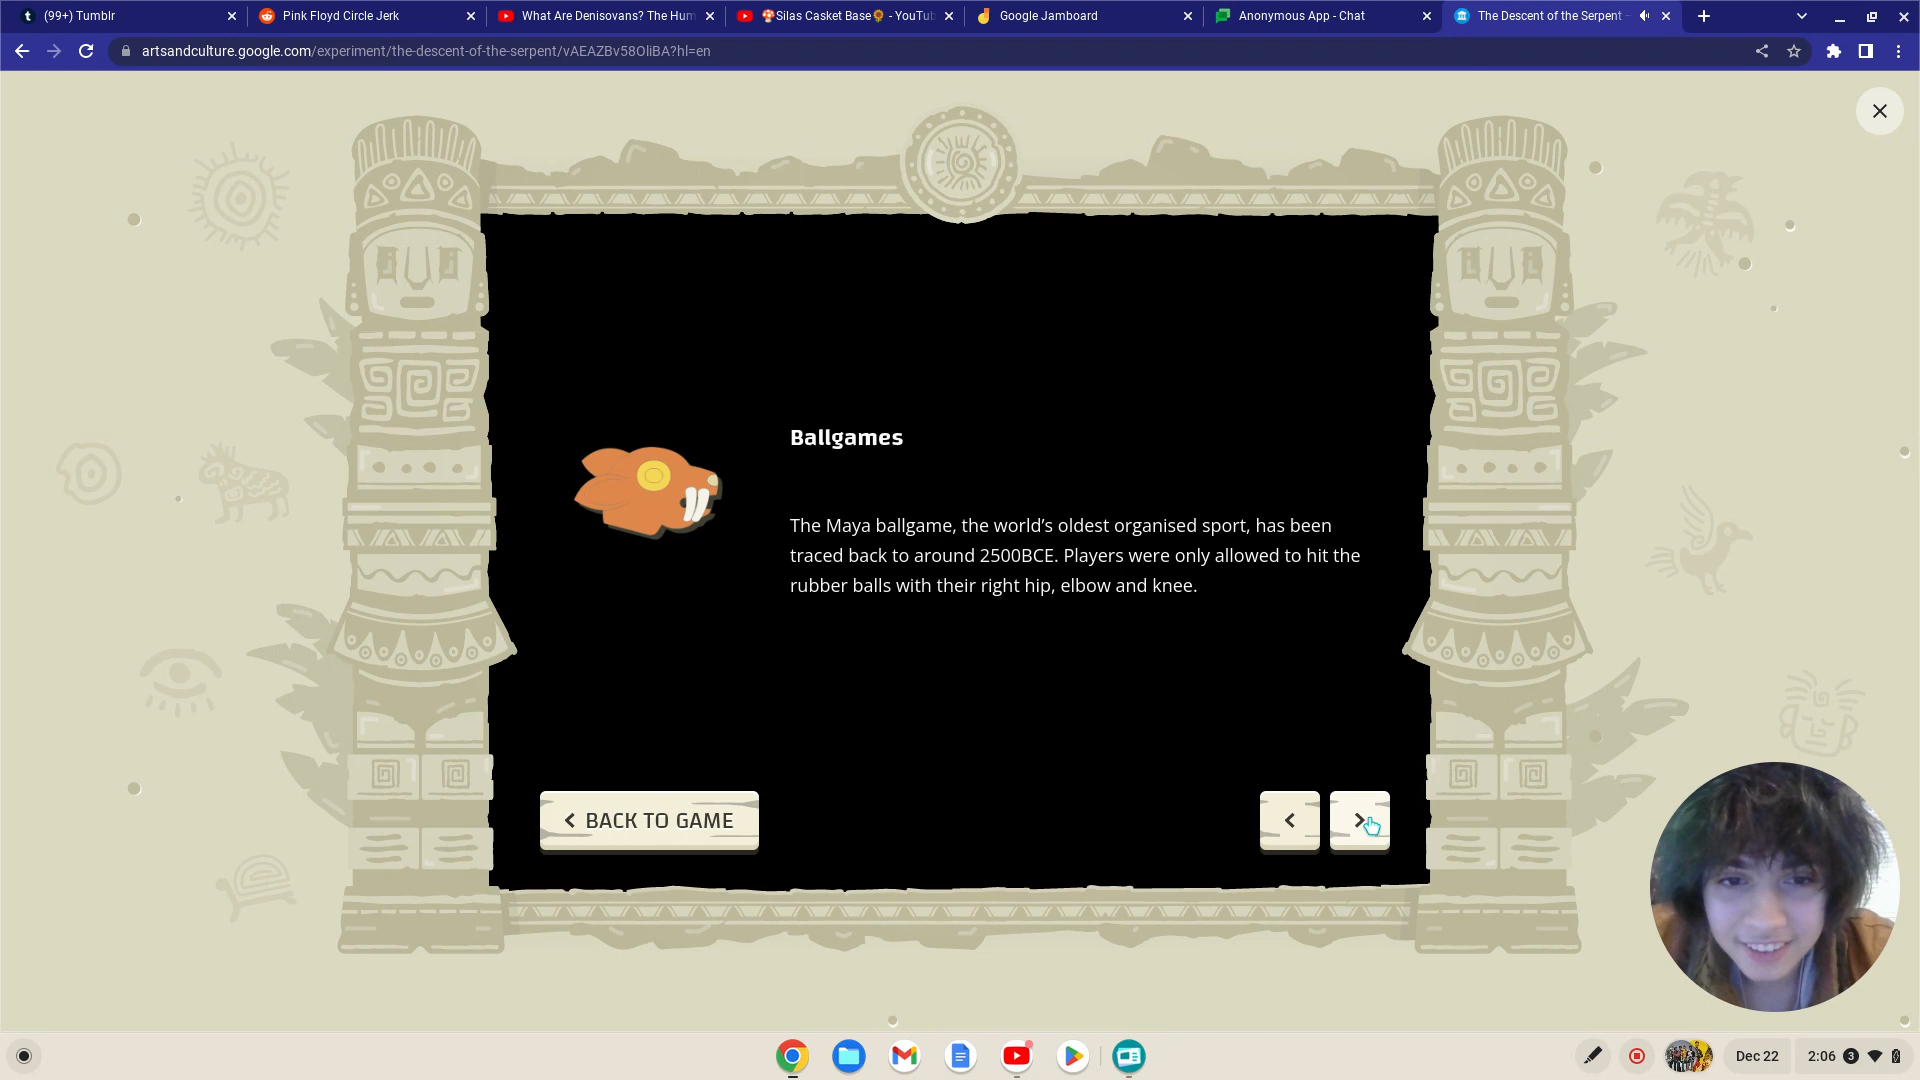 (99+) Tumblr
Pink Floyd Circle Jerk
What Are Denisovans? The Hum
🍄Silas Casket Base🌻 - YouTub
Google Jamboard
Anonymous App - Chat
The Descent of the Serpent -
artsandculture.google.com/experiment/the-descent-of-the-serpent/vAEAZBv58OliBA?hl=en
Ballgames
The Maya ballgame, the world’s oldest organised sport, has been
traced back to around 2500BCE. Players were only allowed to hit the
rubber balls with their right hip, elbow and knee.
BACK TO GAME
Dec 22
2:06
3